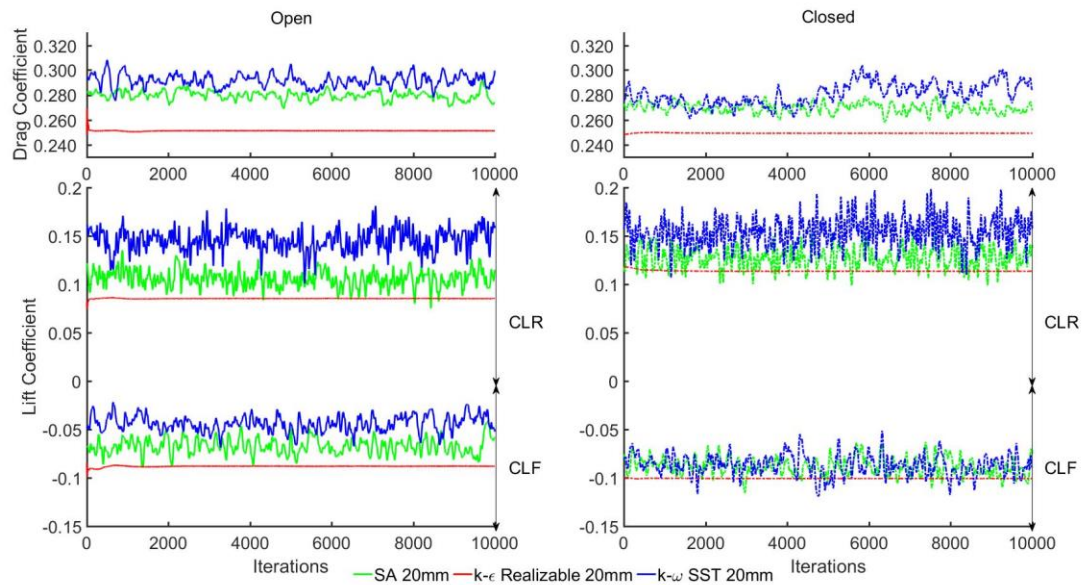 Open
Closed
Drag Coefficient
0.320
0.300
0.280
0.260
0.240
0 2000 4000 6000 8000 10000
0.320
0.300
0.280
0.260
0.240
0 2000 4000 6000 8000 10000
Lift Coefficient
0.2
0.15
0.1
0.05
0
-0.05
-0.1
-0.15
0 2000 4000 6000 8000 10000
Iterations
CLR
CLF
0.2
0.15
0.1
0.05
0
-0.05
-0.1
-0.15
0 2000 4000 6000 8000 10000
Iterations
CLR
CLF
SA 20mm k-ϵ Realizable 20mm k-ω SST 20mm